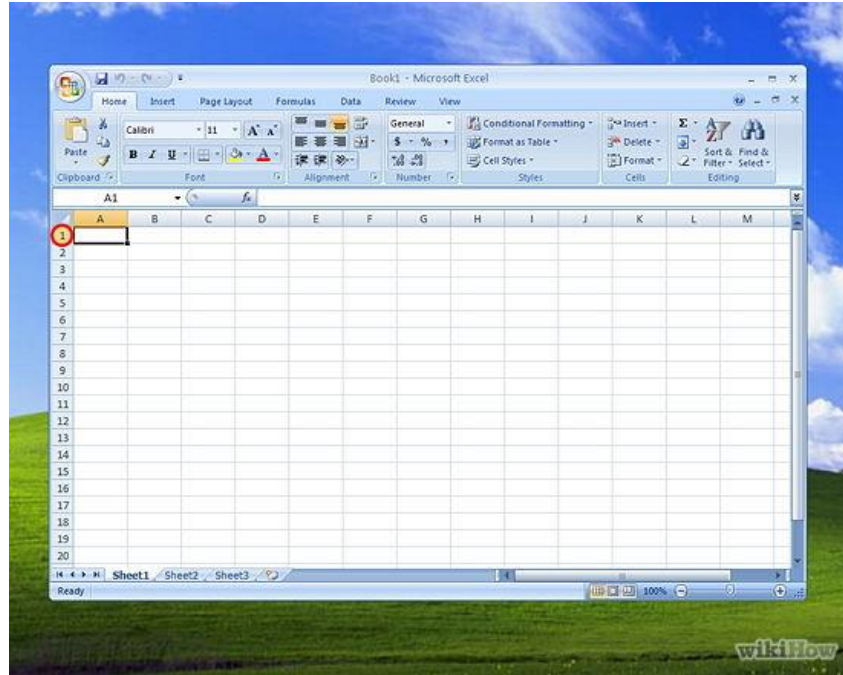 Book1 - Microsoft Excel
Home Insert Page Layout Formulas Data Review View
Calibri 11 A A General Conditional Formatting Insert Σ
Paste B I U A $ % , Format as Table Delete Sort & Find &
Cell Styles Format Filter Select
Clipboard Font Alignment Number Styles Cells Editing
A1 fx
A B C D E F G H I J K L M
1
2
3
4
5
6
7
8
9
10
11
12
13
14
15
16
17
18
19
20
Sheet1 Sheet2 Sheet3
Ready 100%
wikiHow